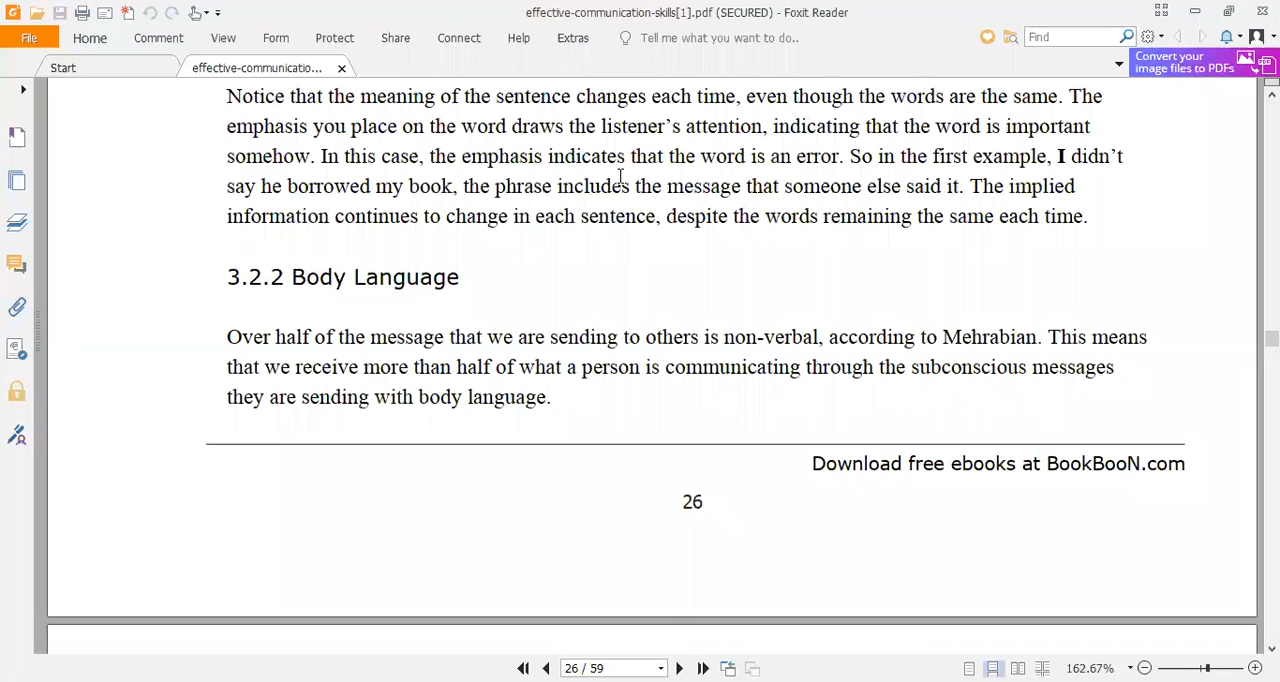 effective-communication-skills[1].pdf (SECURED) - Foxit Reader
File Home Comment View Form Protect Share Connect Help Extras Tell me what you want to do.. Find
Start effective-communicatio... Convert your
image files to PDFs
Notice that the meaning of the sentence changes each time, even though the words are the same. The
emphasis you place on the word draws the listener’s attention, indicating that the word is important
somehow. In this case, the emphasis indicates that the word is an error. So in the first example, I didn’t
say he borrowed my book, the phrase includes the message that someone else said it. The implied
information continues to change in each sentence, despite the words remaining the same each time.
3.2.2 Body Language
Over half of the message that we are sending to others is non-verbal, according to Mehrabian. This means
that we receive more than half of what a person is communicating through the subconscious messages
they are sending with body language.
Download free ebooks at BookBooN.com
26
26 / 59 162.67%